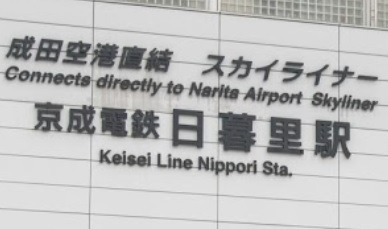 成田空港直結　スカイライナー
Connects directly to Narita Airport Skyliner
京成電鉄日暮里駅
Keisei Line Nippori Sta.